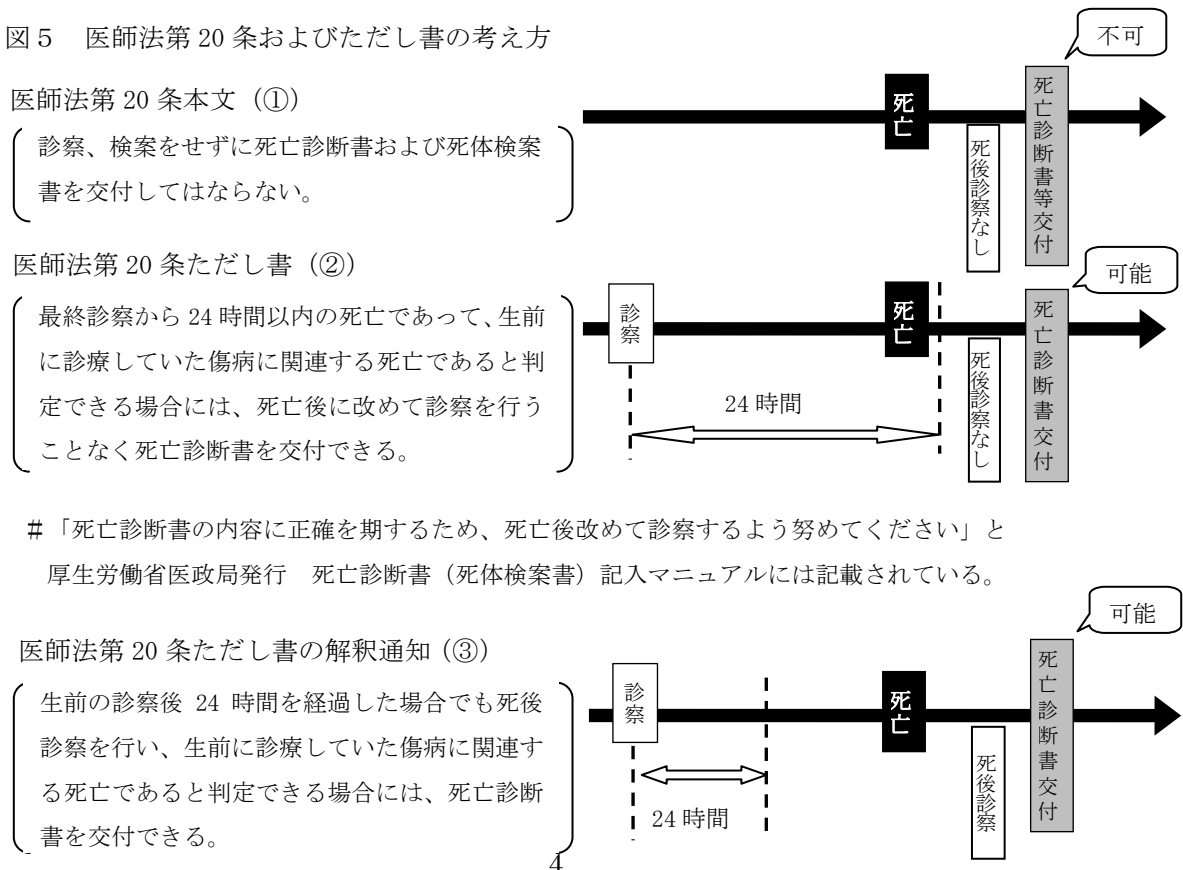 図５　医師法第 20 条およびただし書の考え方
不可
医師法第 20 条本文（①）
診察、検案をせずに死亡診断書および死体検案
書を交付してはならない。
死亡
死後診察なし
死亡診断書等交付
医師法第 20 条ただし書（②）
可能
最終診察から 24 時間以内の死亡であって、生前
に診療していた傷病に関連する死亡であると判
定できる場合には、死亡後に改めて診察を行う
ことなく死亡診断書を交付できる。
診察
24 時間
死亡
死後診察なし
死亡診断書交付
＃「死亡診断書の内容に正確を期するため、死亡後改めて診察するよう努めてください」と
厚生労働省医政局発行　死亡診断書（死体検案書）記入マニュアルには記載されている。
可能
医師法第 20 条ただし書の解釈通知（③）
生前の診察後 24 時間を経過した場合でも死後
診察を行い、生前に診療していた傷病に関連す
る死亡であると判定できる場合には、死亡診断
書を交付できる。
診察
24 時間
死亡
死後診察
死亡診断書交付
4